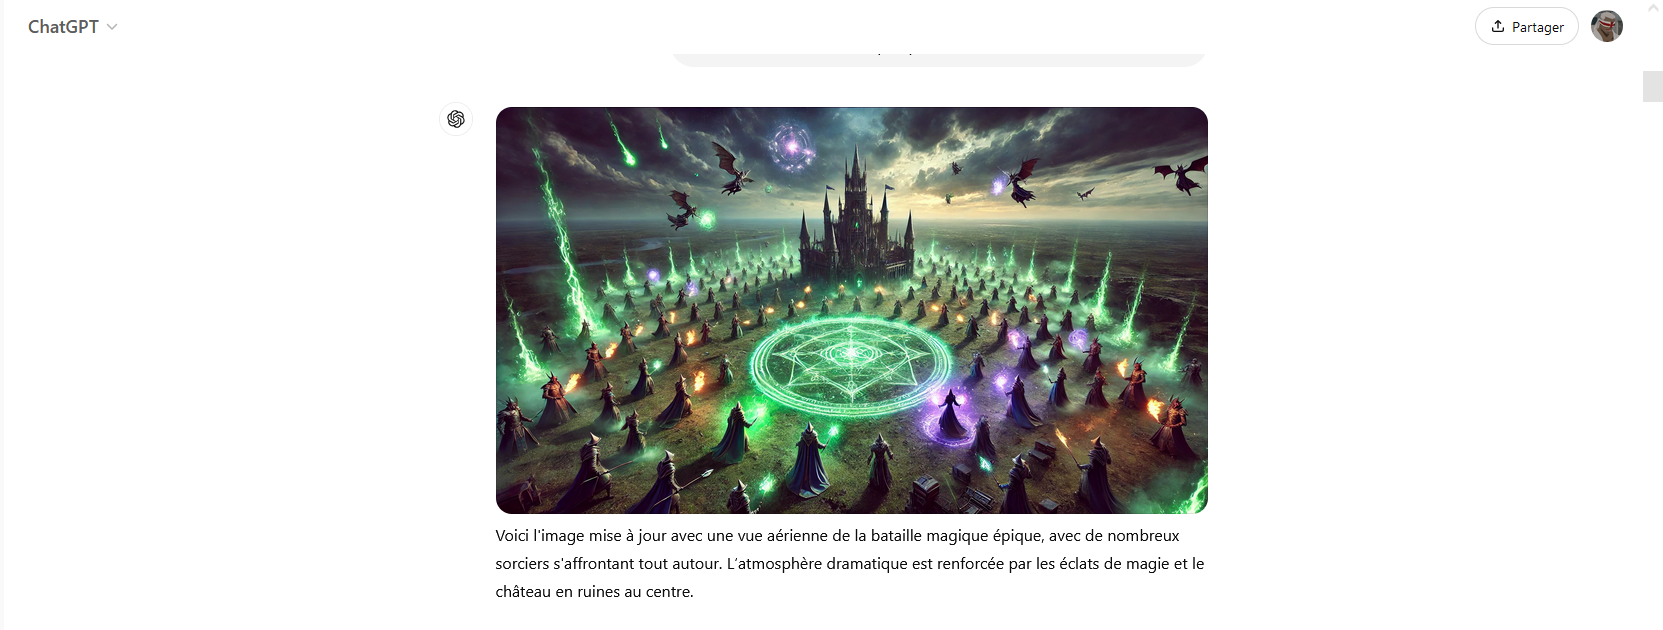 ChatGPT
Partager
Voici l'image mise à jour avec une vue aérienne de la bataille magique épique, avec de nombreux
sorciers s'affrontant tout autour. L’atmosphère dramatique est renforcée par les éclats de magie et le
château en ruines au centre.